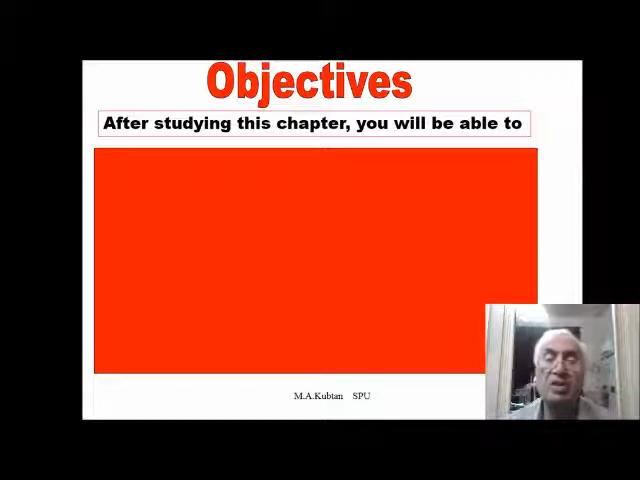 Objectives
After studying this chapter, you will be able to
M.A.Kubtan SPU